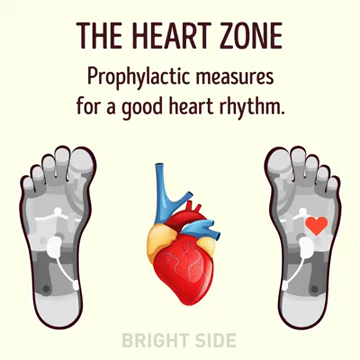 THE HEART ZONE
Prophylactic measures
for a good heart rhythm.
BRIGHT SIDE